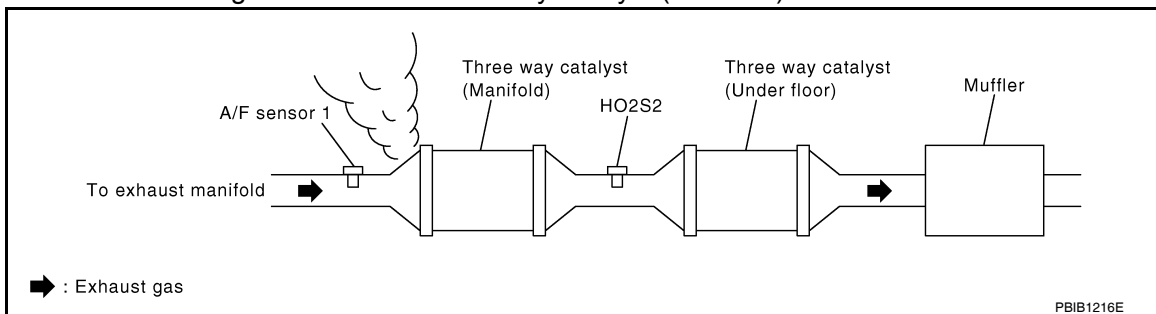 Three way catalyst
(Manifold)
Three way catalyst
(Under floor)
Muffler
A/F sensor 1
HO2S2
To exhaust manifold
: Exhaust gas
PBIB1216E